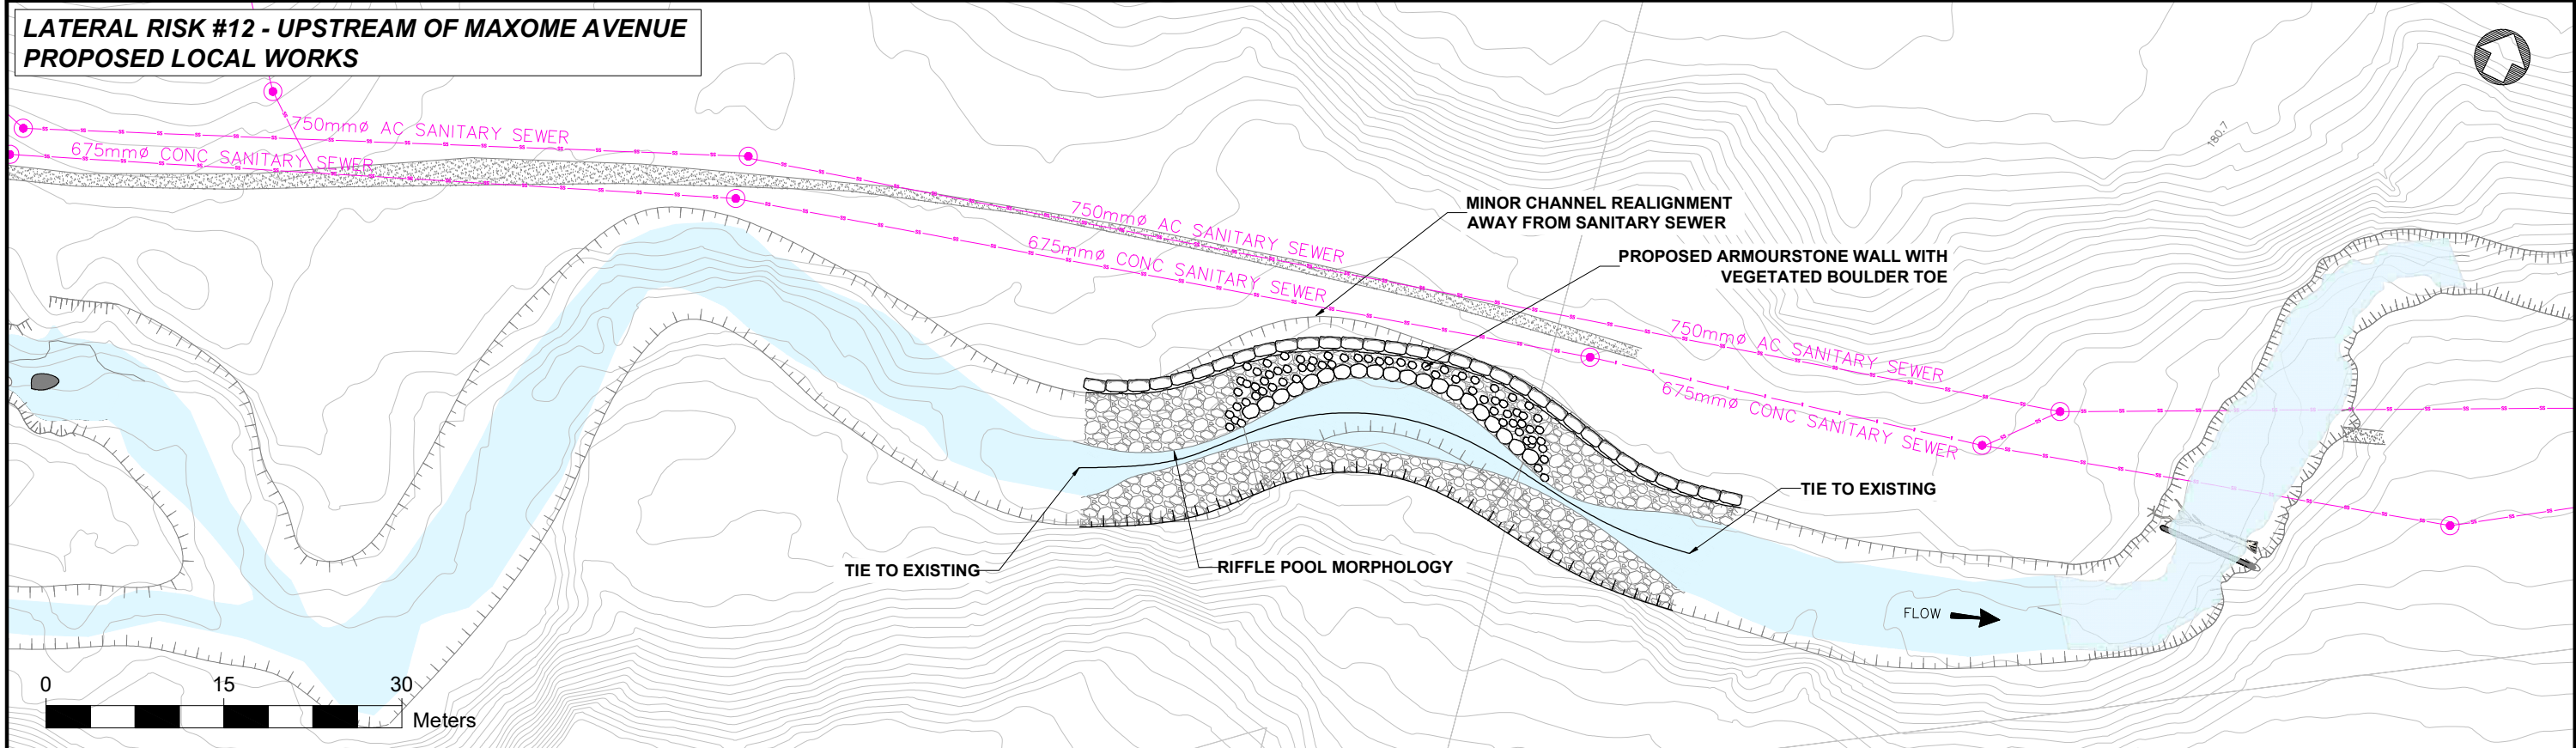 LATERAL RISK #12 - UPSTREAM OF MAXOME AVENUE
PROPOSED LOCAL WORKS
750mmø AC SANITARY SEWER
675mmø CONC SANITARY SEWER
180.7
MINOR CHANNEL REALIGNMENT
AWAY FROM SANITARY SEWER
750mmø AC SANITARY SEWER
675mmø CONC SANITARY SEWER
PROPOSED ARMOURSTONE WALL WITH
VEGETATED BOULDER TOE
750mmø AC SANITARY SEWER
675mmø CONC SANITARY SEWER
TIE TO EXISTING
TIE TO EXISTING
RIFFLE POOL MORPHOLOGY
FLOW
0 15 30
Meters